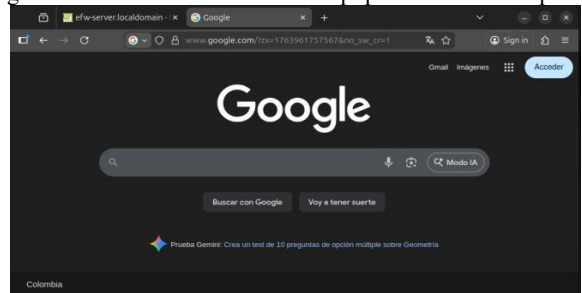 efw-server.localdomain -
Google
www.google.com/?zx=1763961757567&no_sw_cr=1
Sign in
Gmail Imágenes
Acceder
Google
Modo IA
Buscar con Google
Voy a tener suerte
Prueba Gemini: Crea un test de 10 preguntas de opción múltiple sobre Geometría
Colombia